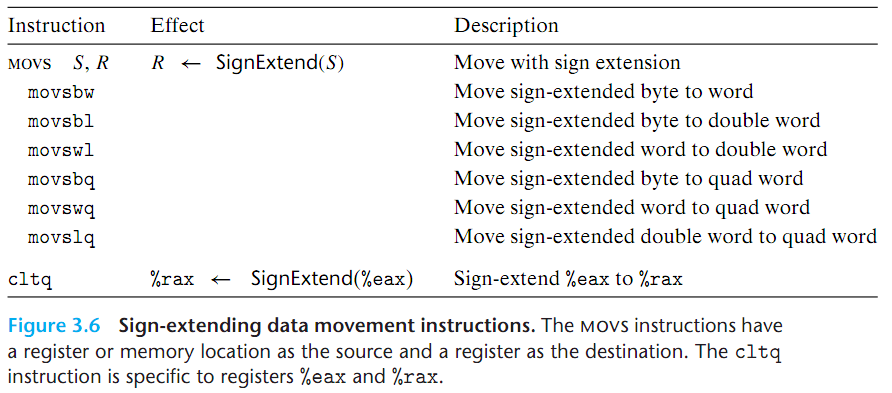 Instruction Effect Description
MOVS S, R R ← SignExtend(S) Move with sign extension
movsbw Move sign-extended byte to word
movsbl Move sign-extended byte to double word
movswl Move sign-extended word to double word
movsbq Move sign-extended byte to quad word
movswq Move sign-extended word to quad word
movslq Move sign-extended double word to quad word
cltq %rax ← SignExtend(%eax) Sign-extend %eax to %rax
Figure 3.6 Sign-extending data movement instructions. The MOVS instructions have
a register or memory location as the source and a register as the destination. The cltq
instruction is specific to registers %eax and %rax.